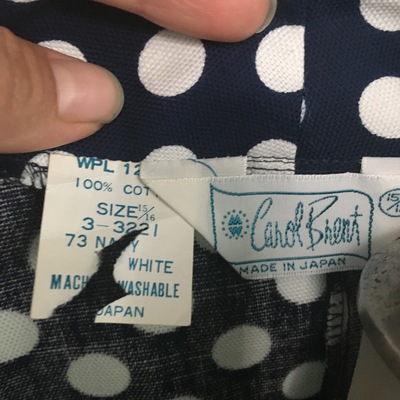 WPL 12
100% COT
SIZE 15/16
3-3221
73 NAVY
WHITE
MACH WASHABLE
JAPAN
Carol Brent
MADE IN JAPAN
15